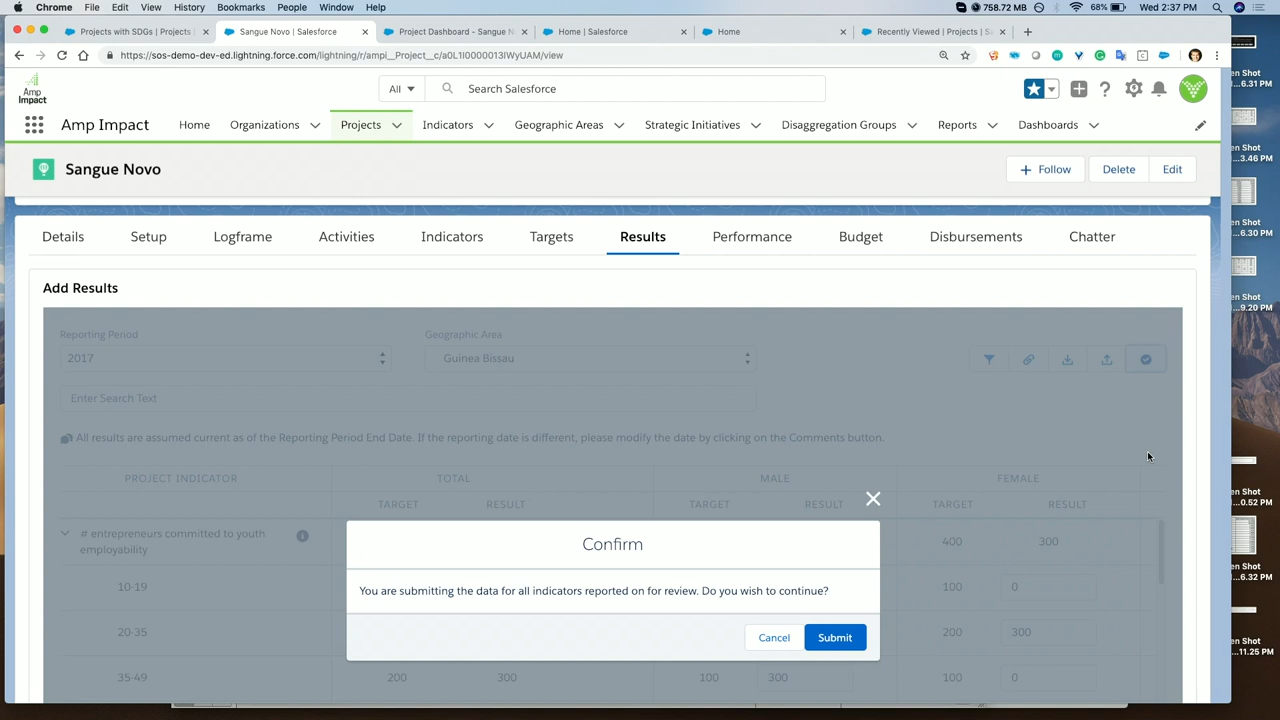 Chrome File Edit View History Bookmarks People Window Help 758.72 MB 68% Wed 2:37 PM
Projects with SDGs | Projects | Sangue Novo | Salesforce Project Dashboard - Sangue N Home | Salesforce Home Recently Viewed | Projects | S
https://sos-demo-dev-ed.lightning.force.com/lightning/r/ampi__Project__c/a0L1I0000013IWyUAM/view
Amp Impact
All Search Salesforce
Amp Impact Home Organizations Projects Indicators Geographic Areas Strategic Initiatives Disaggregation Groups Reports Dashboards
Sangue Novo
Follow Delete Edit
Details Setup Logframe Activities Indicators Targets Results Performance Budget Disbursements Chatter
Add Results
Reporting Period Geographic Area
2017 Guinea Bissau
Enter Search Text
All results are assumed current as of the Reporting Period End Date. If the reporting date is different, please modify the date by clicking on the Comments button.
PROJECT INDICATOR TOTAL MALE FEMALE
TARGET RESULT TARGET RESULT TARGET RESULT
# entrepreneurs committed to youth employability 400 300
10-19 100 0
20-35 200 300
35-49 200 300 100 300 100 0
Confirm
You are submitting the data for all indicators reported on for review. Do you wish to continue?
Cancel Submit
en Shot
...6.31 PM
en Shot
...3.46 PM
en Shot
...6.30 PM
en Shot
...9.20 PM
en Shot
...0.52 PM
en Shot
...6.32 PM
en Shot
...11.25 PM